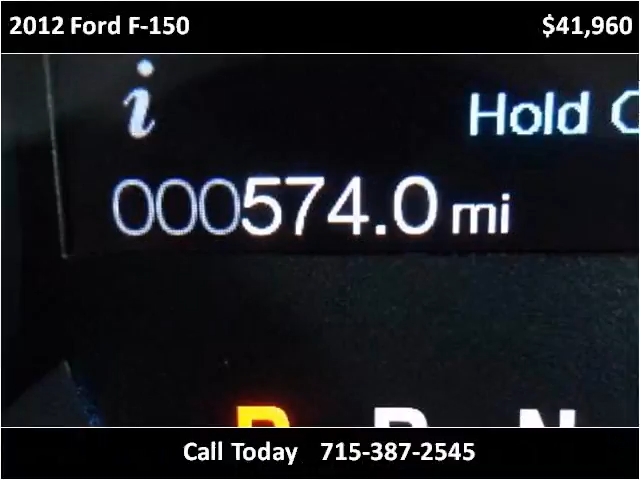 2012 Ford F-150 $41,960
i
Hold
000574.0 mi
P R N
Call Today 715-387-2545